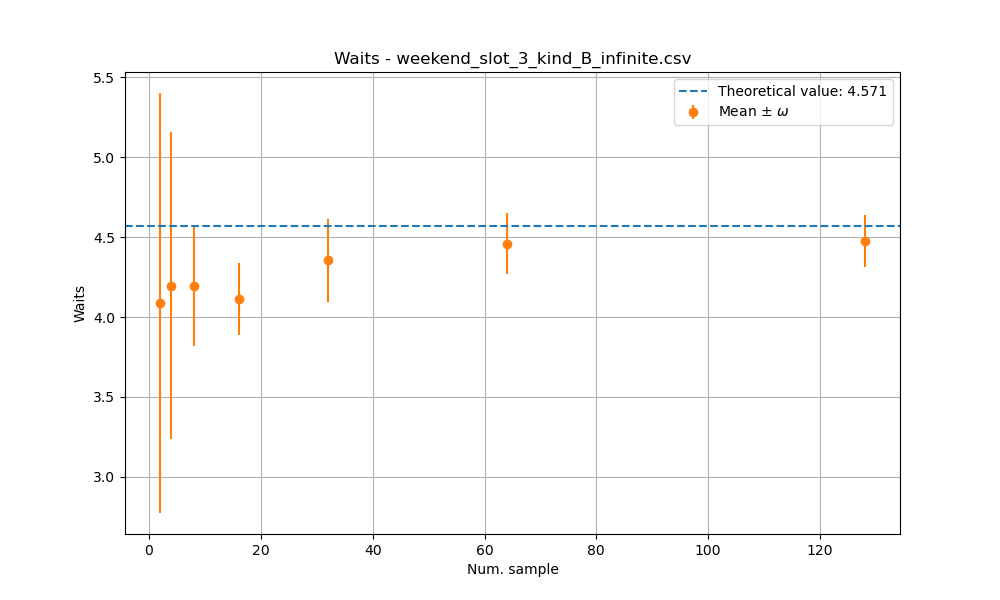 Waits - weekend_slot_3_kind_B_infinite.csv
Theoretical value: 4.571
Mean ± ω
5.5
5.0
4.5
4.0
3.5
3.0
Waits
0 20 40 60 80 100 120
Num. sample